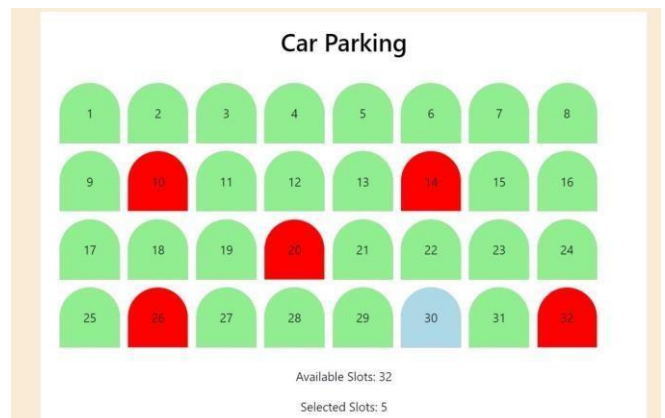 Car Parking
1 2 3 4 5 6 7 8
9 10 11 12 13 14 15 16
17 18 19 20 21 22 23 24
25 26 27 28 29 30 31 32
Available Slots: 32
Selected Slots: 5